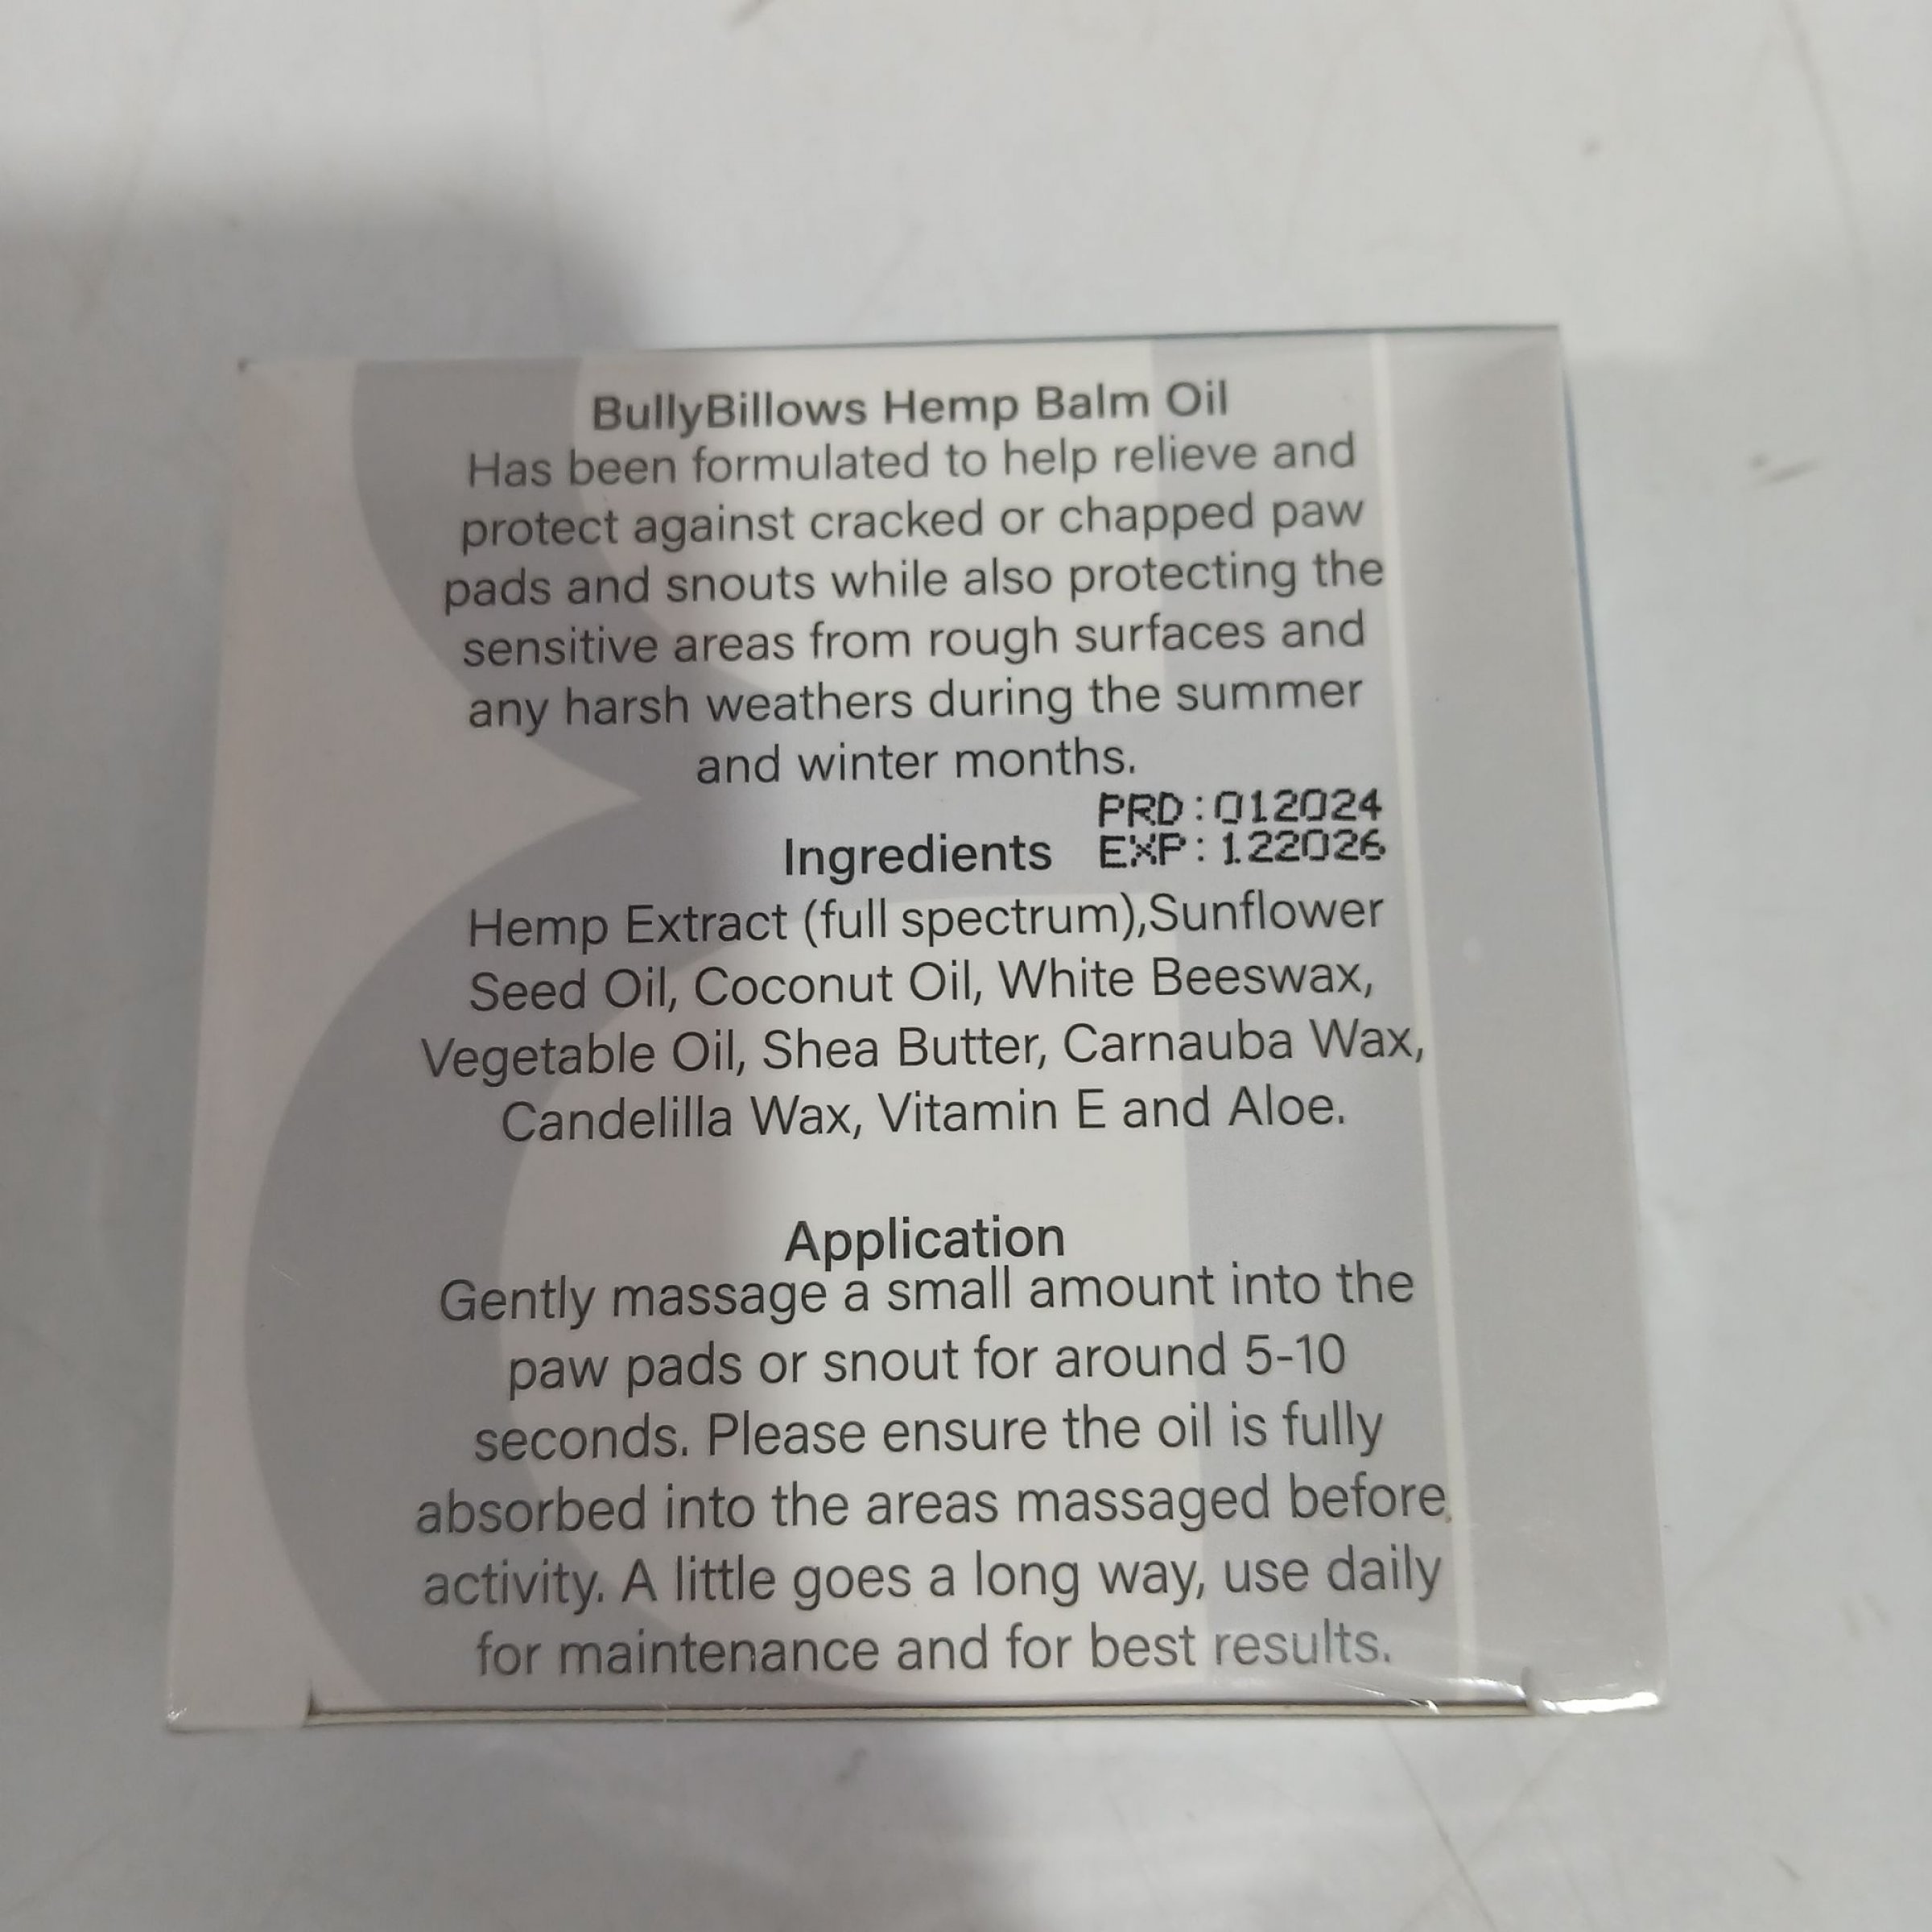 BullyBillows Hemp Balm Oil
Has been formulated to help relieve and
protect against cracked or chapped paw
pads and snouts while also protecting the
sensitive areas from rough surfaces and
any harsh weathers during the summer
and winter months.
PRD:012024
Ingredients EXP:122026
Hemp Extract (full spectrum),Sunflower
Seed Oil, Coconut Oil, White Beeswax,
Vegetable Oil, Shea Butter, Carnauba Wax,
Candelilla Wax, Vitamin E and Aloe.
Application
Gently massage a small amount into the
paw pads or snout for around 5-10
seconds. Please ensure the oil is fully
absorbed into the areas massaged before
activity. A little goes a long way, use daily
for maintenance and for best results.